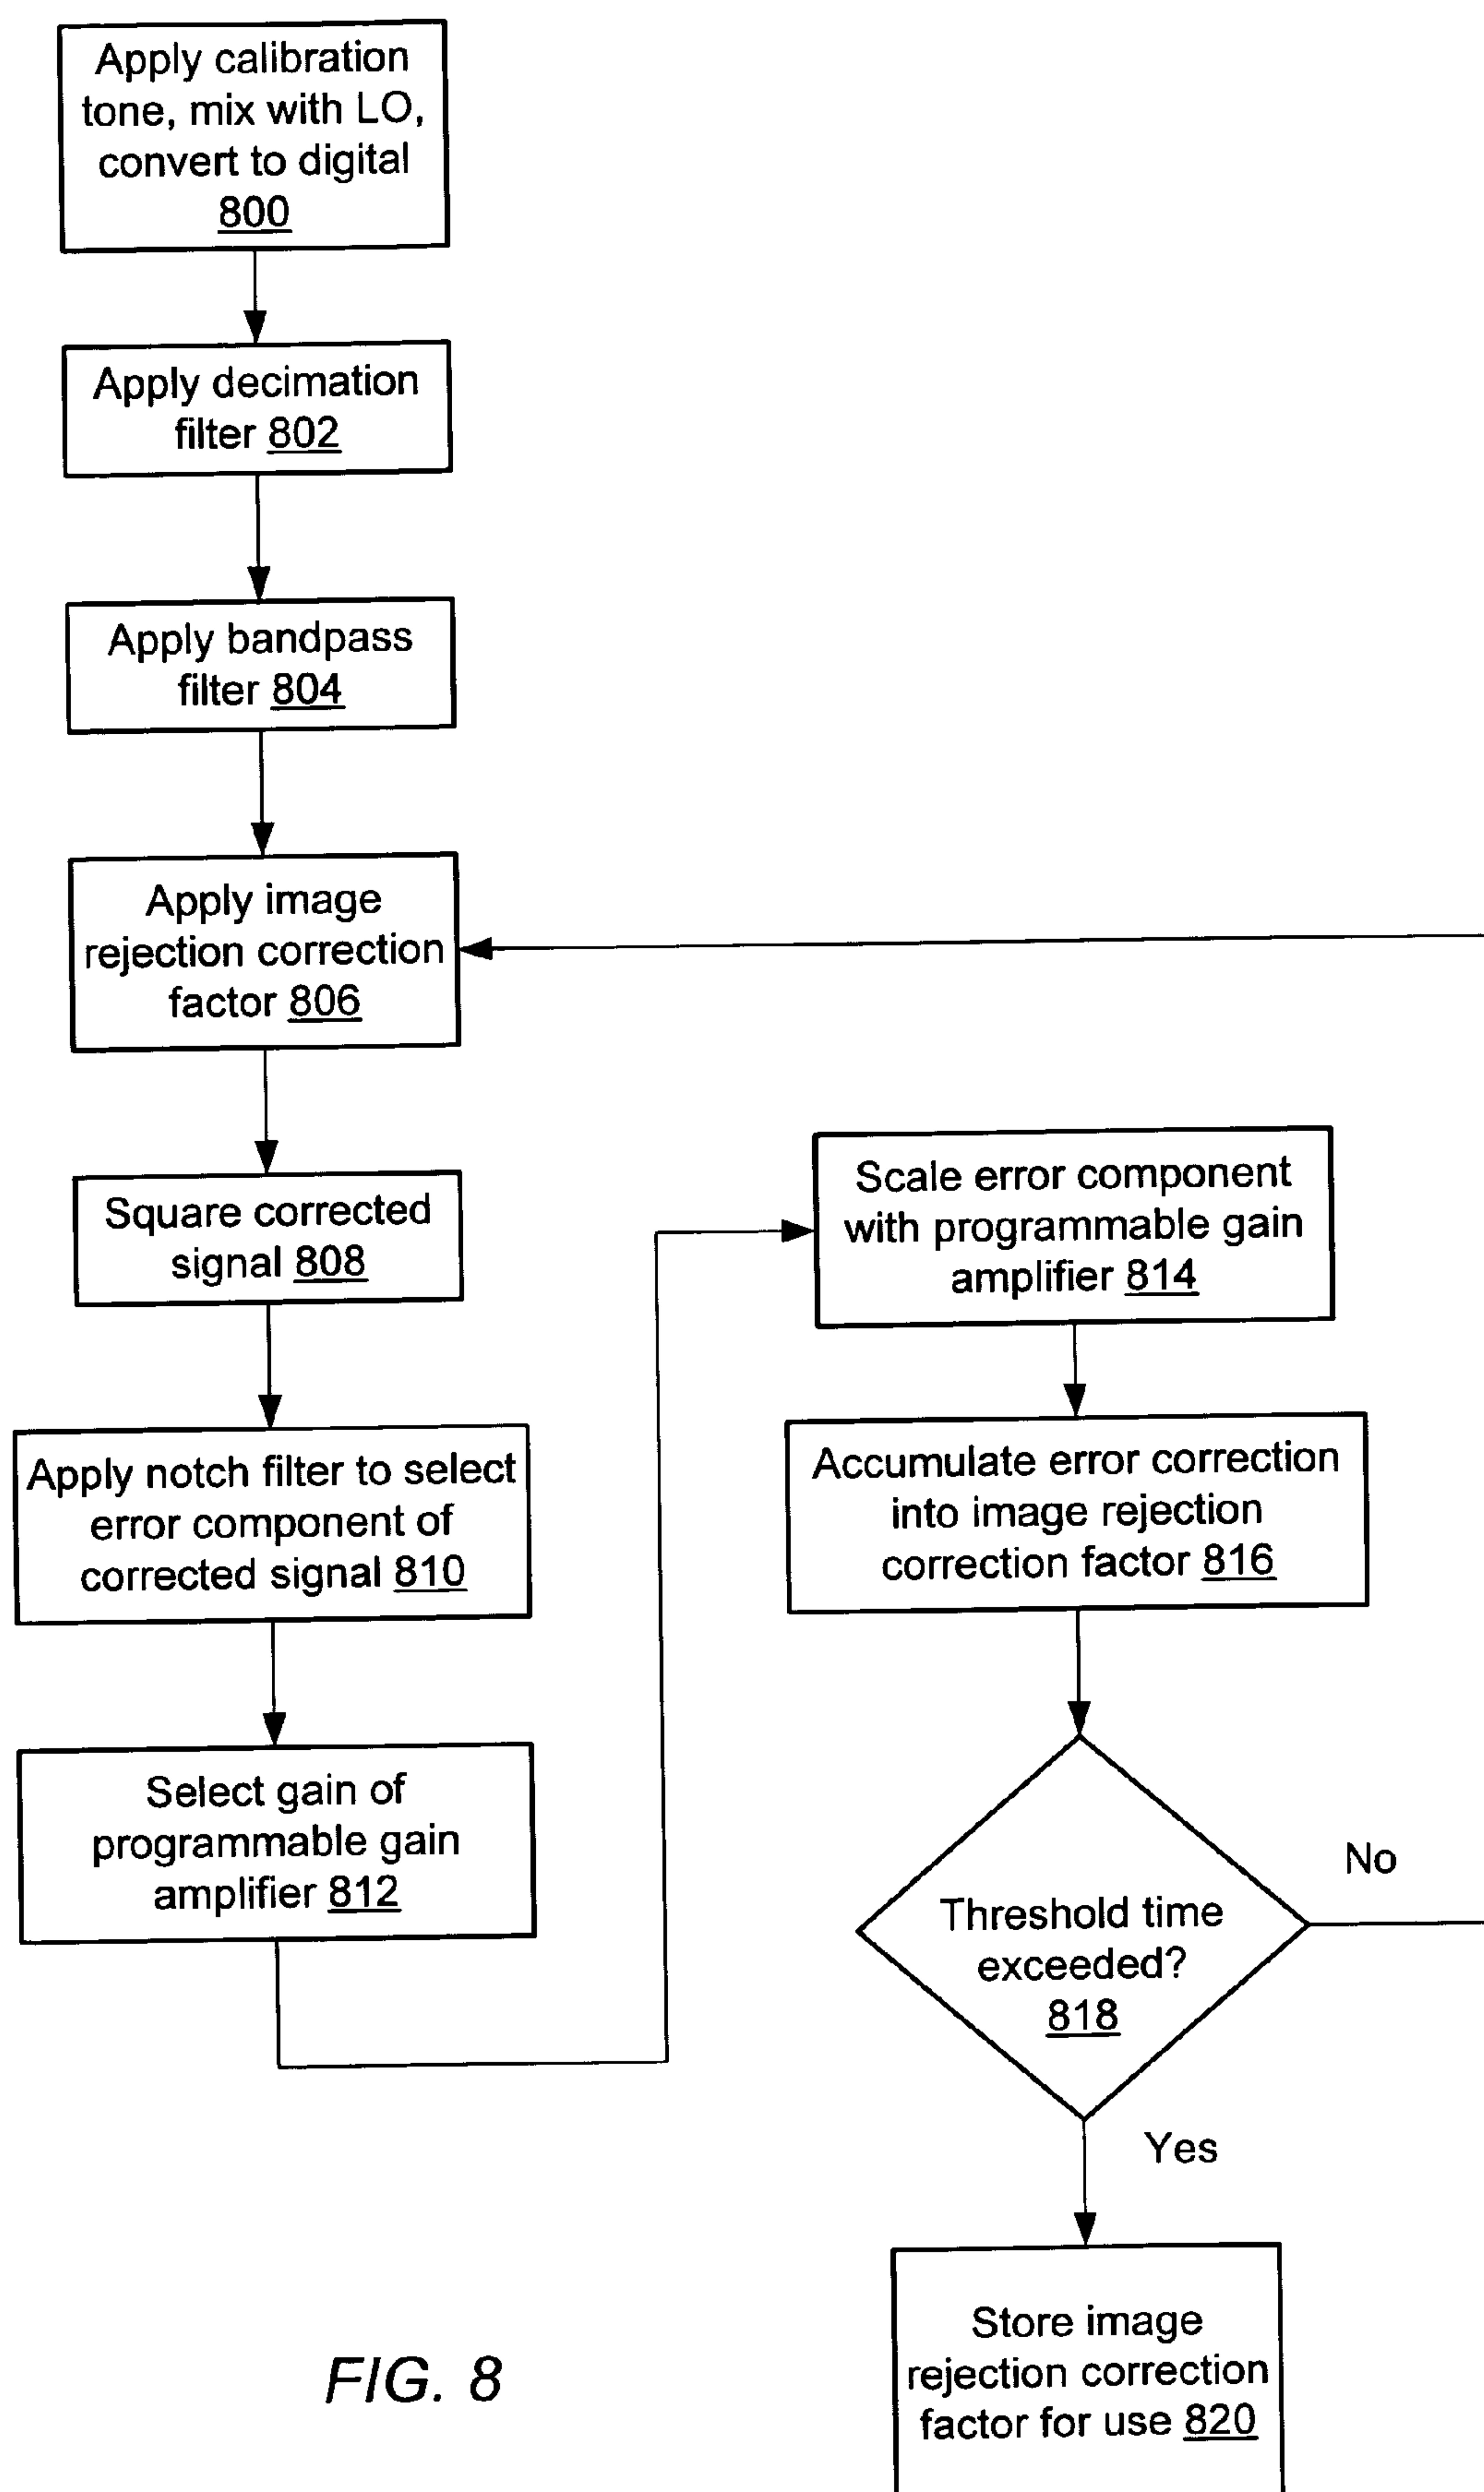 Apply calibration
tone, mix with LO,
convert to digital
800
Apply decimation
filter 802
Apply bandpass
filter 804
Apply image
rejection correction
factor 806
Square corrected
signal 808
Apply notch filter to select
error component of
corrected signal 810
Select gain of
programmable gain
amplifier 812
Scale error component
with programmable gain
amplifier 814
Accumulate error correction
into image rejection
correction factor 816
Threshold time
exceeded?
818
No
Yes
Store image
rejection correction
factor for use 820
FIG. 8